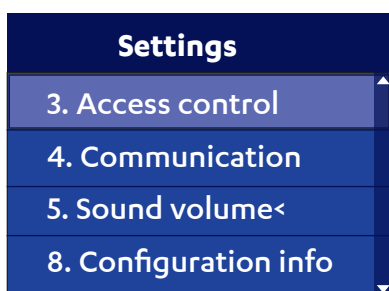 Settings
3. Access control
4. Communication
5. Sound volume<
8. Configuration info